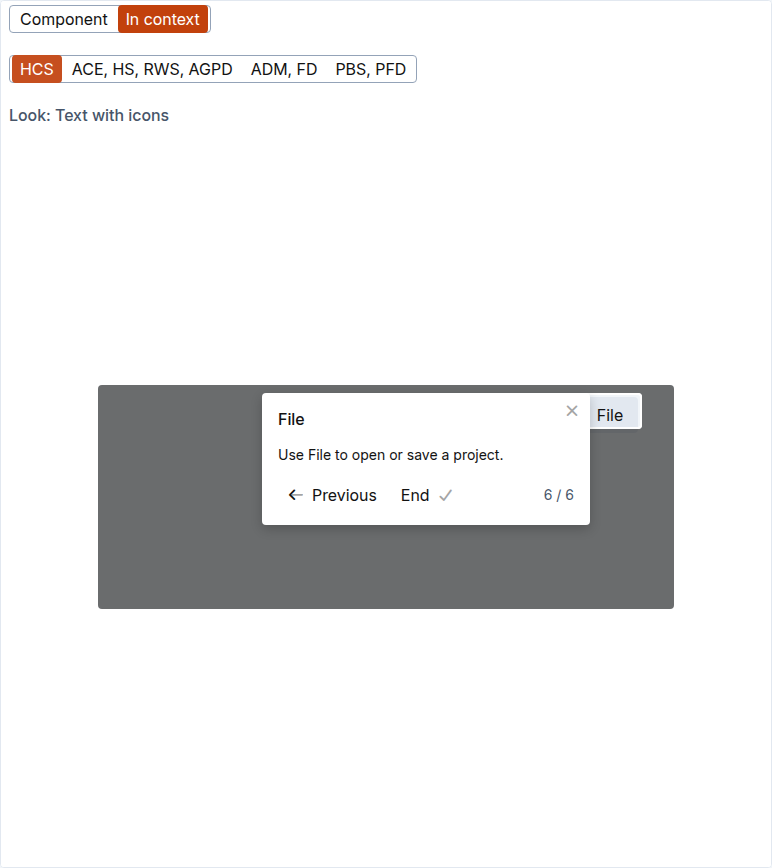 Component In context
HCS ACE, HS, RWS, AGPD ADM, FD PBS, PFD
Look: Text with icons
File
File
Use File to open or save a project.
Previous End 6 / 6